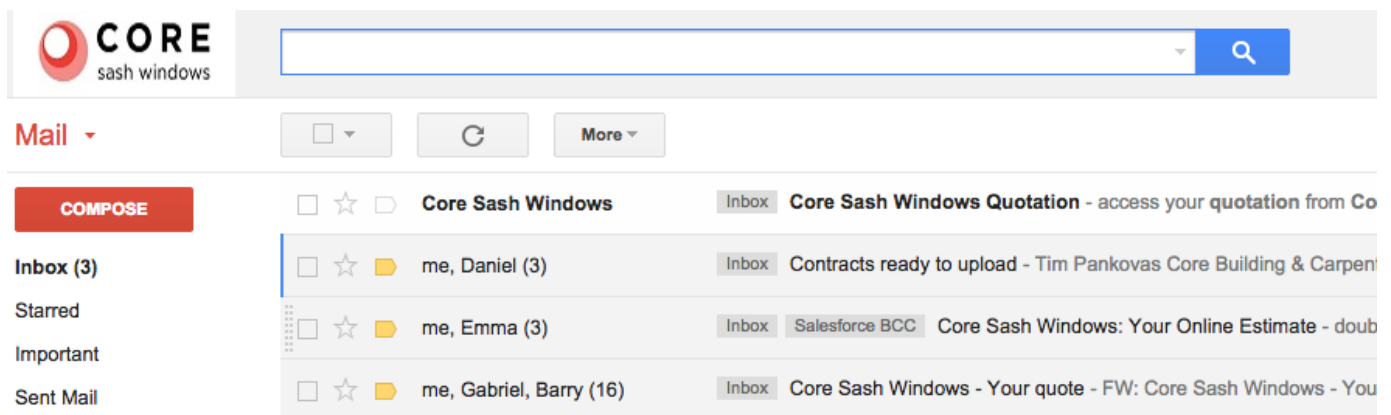 CORE
sash windows
Mail
More
COMPOSE
Core Sash Windows Inbox Core Sash Windows Quotation - access your quotation from Co
Inbox (3)
me, Daniel (3) Inbox Contracts ready to upload - Tim Pankovas Core Building & Carpent
Starred
me, Emma (3) Inbox Salesforce BCC Core Sash Windows: Your Online Estimate - doub
Important
Sent Mail
me, Gabriel, Barry (16) Inbox Core Sash Windows - Your quote - FW: Core Sash Windows - You